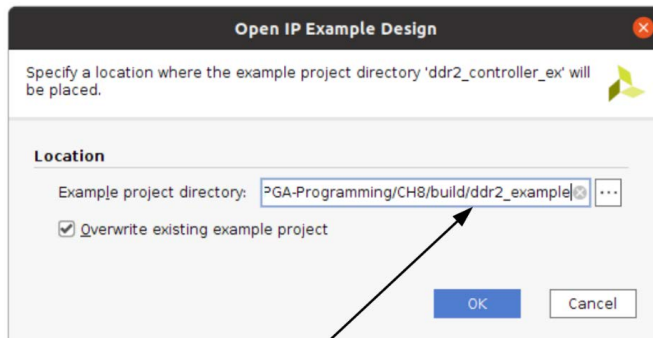 Open IP Example Design
Specify a location where the example project directory 'ddr2_controller_ex' will
be placed.
Location
Example project directory: PGA-Programming/CH8/build/ddr2_example ...
Overwrite existing example project
OK Cancel